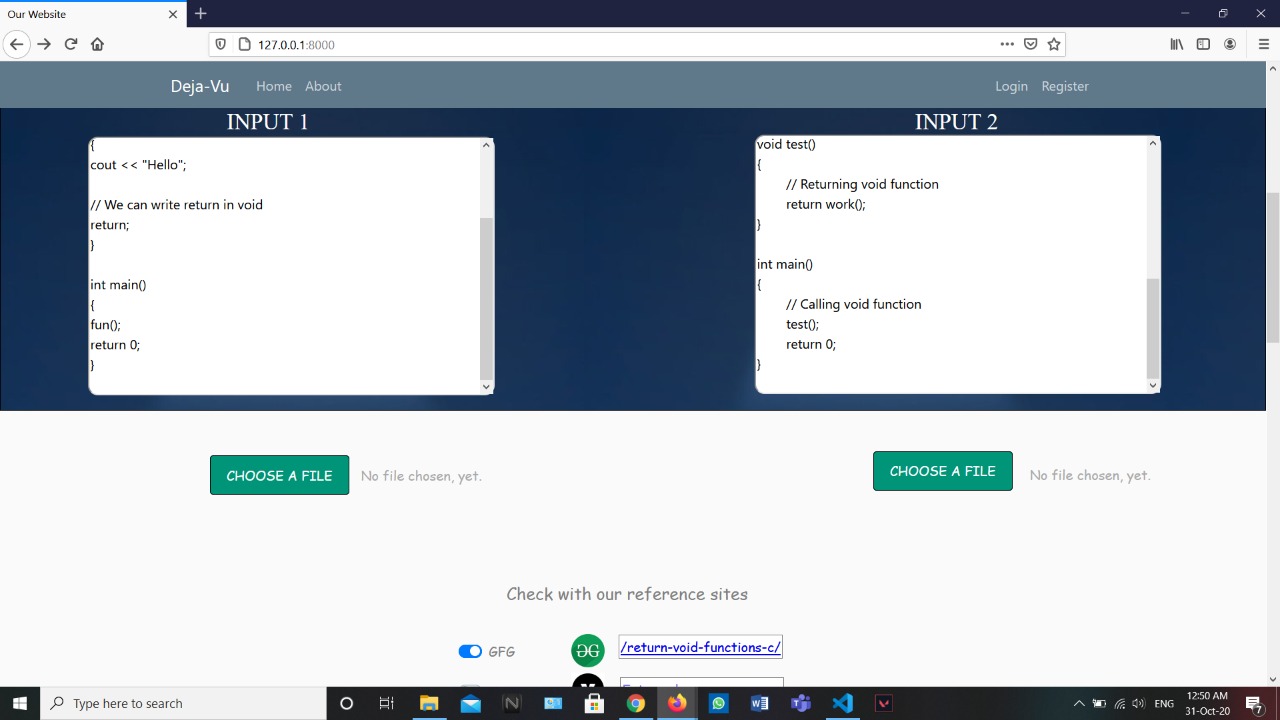 Our Website
127.0.0.1:8000
Deja-Vu Home About Login Register
INPUT 1
{
cout << "Hello";
// We can write return in void
return;
}
int main()
{
fun();
return 0;
}
INPUT 2
void test()
{
// Returning void function
return work();
}
int main()
{
// Calling void function
test();
return 0;
}
CHOOSE A FILE No file chosen, yet.
CHOOSE A FILE No file chosen, yet.
Check with our reference sites
GFG /return-void-functions-c/
Type here to search
ENG
12:50 AM
31-Oct-20
7